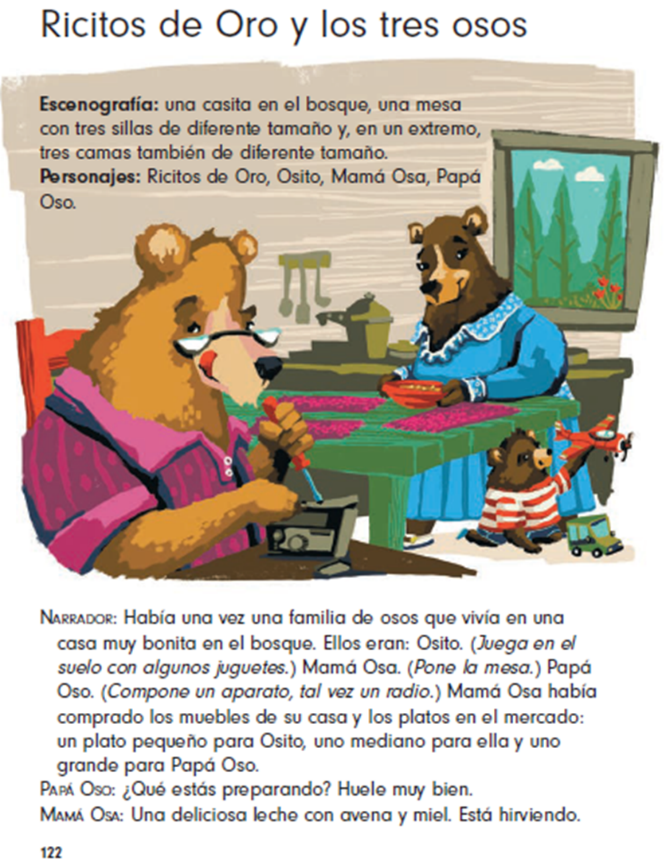 Ricitos de Oro y los tres osos
Escenografía: una casita en el bosque, una mesa
con tres sillas de diferente tamaño y, en un extremo,
tres camas también de diferente tamaño.
Personajes: Ricitos de Oro, Osito, Mamá Osa, Papá
Oso.
Narrador: Había una vez una familia de osos que vivía en una
casa muy bonita en el bosque. Ellos eran: Osito. (Juega en el
suelo con algunos juguetes.) Mamá Osa. (Pone la mesa.) Papá
Oso. (Compone un aparato, tal vez un radio.) Mamá Osa había
comprado los muebles de su casa y los platos en el mercado:
un plato pequeño para Osito, uno mediano para ella y uno
grande para Papá Oso.
Papá Oso: ¿Qué estás preparando? Huele muy bien.
Mamá Osa: Una deliciosa leche con avena y miel. Está hirviendo.
122